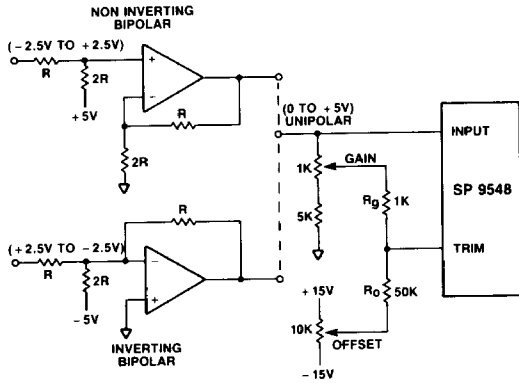 NON INVERTING
BIPOLAR
(-2.5V TO +2.5V)
+
R
2R
-
+5V
R
2R
(0 TO +5V)
UNIPOLAR
INPUT
GAIN
1K
Rg
1K
SP 9548
5K
TRIM
R
(+2.5V TO -2.5V)
-
R
2R
+
-5V
INVERTING
BIPOLAR
+15V
Ro
50K
10K
OFFSET
-15V